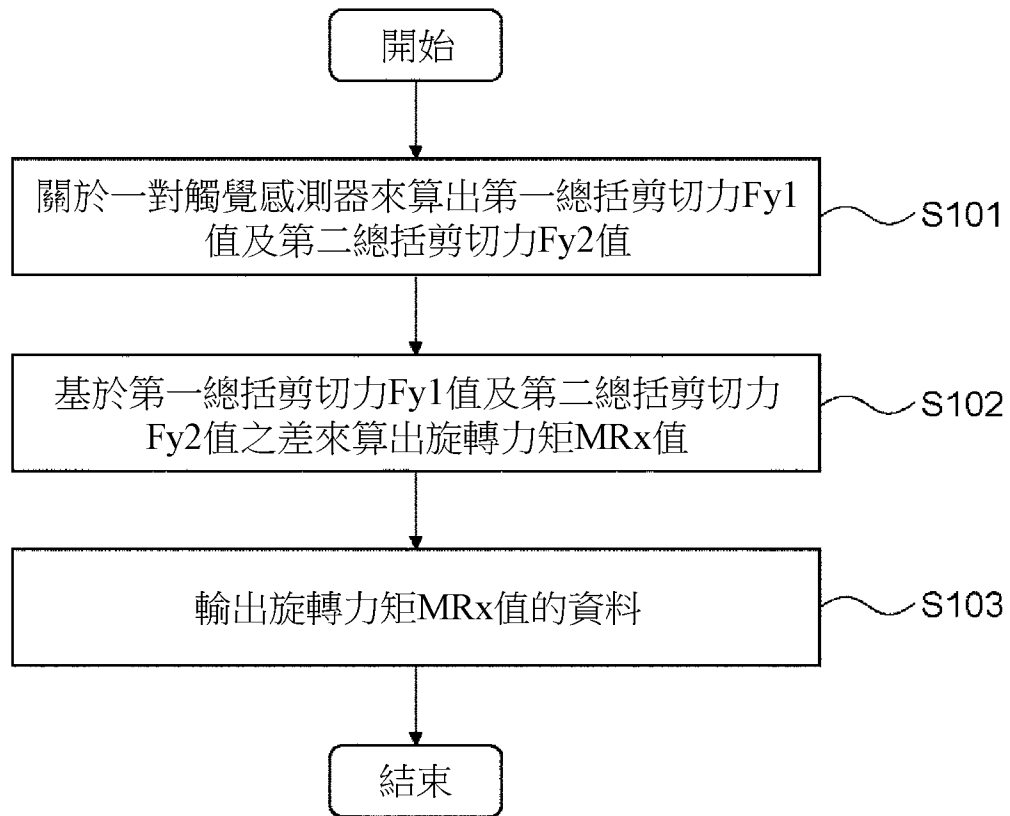 開始
關於一對觸覺感測器來算出第一總括剪切力Fy1
值及第二總括剪切力Fy2值
S101
基於第一總括剪切力Fy1值及第二總括剪切力
Fy2值之差來算出旋轉力矩MRx值
S102
輸出旋轉力矩MRx值的資料
S103
結束